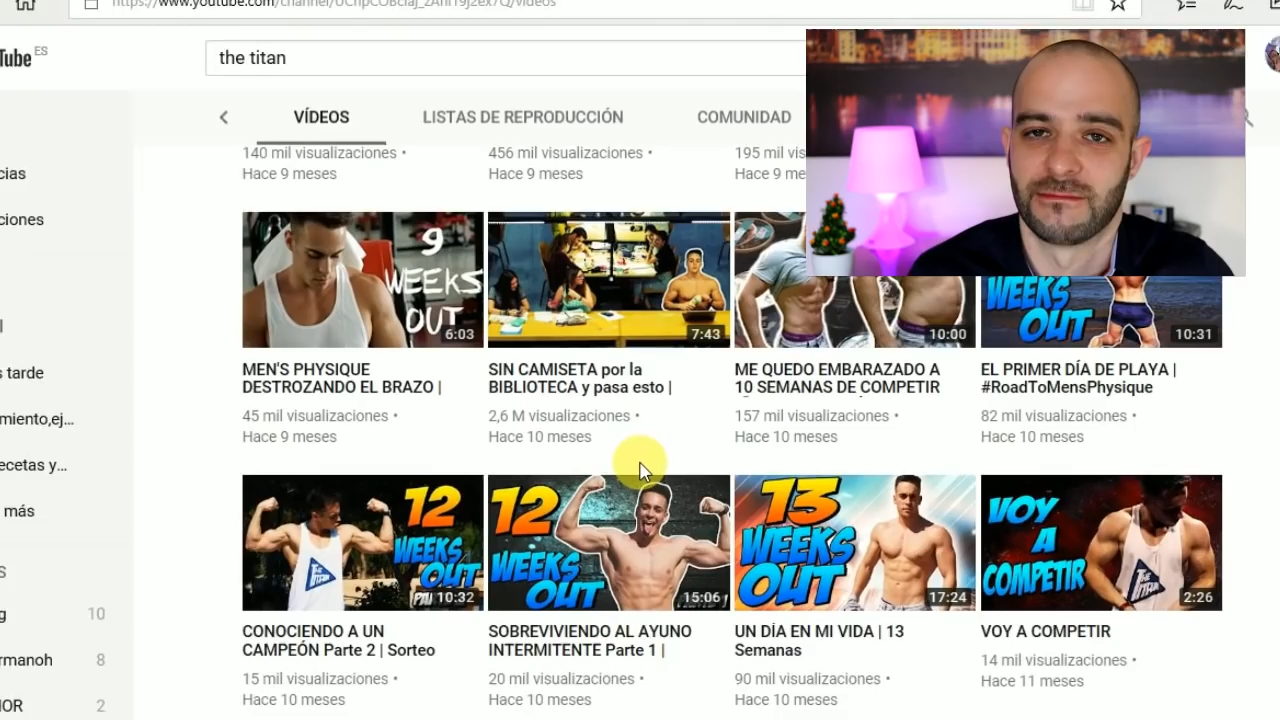 https://www.youtube.com/channel/UChpCOBciaj_ZAnl19j2ex7Q/videos
Tube ES
the titan
VÍDEOS
LISTAS DE REPRODUCCIÓN
COMUNIDAD
cias
ciones
s tarde
miento,ej...
ecetas y...
más
S
g 10
rmanoh 8
IOR 2
140 mil visualizaciones •
Hace 9 meses
456 mil visualizaciones •
Hace 9 meses
195 mil vis
Hace 9 me
9
WEEKS
OUT
6:03
7:43
10:00
WEEKS
OUT
10:31
MEN'S PHYSIQUE
DESTROZANDO EL BRAZO |
45 mil visualizaciones •
Hace 9 meses
SIN CAMISETA por la
BIBLIOTECA y pasa esto |
2,6 M visualizaciones •
Hace 10 meses
ME QUEDO EMBARAZADO A
10 SEMANAS DE COMPETIR
157 mil visualizaciones •
Hace 10 meses
EL PRIMER DÍA DE PLAYA |
#RoadToMensPhysique
82 mil visualizaciones •
Hace 10 meses
12
WEEKS
OUT
THE
TITAN
10:32
12
WEEKS
OUT
15:06
13
WEEKS
OUT
17:24
VOY
A
COMPETIR
THE
TITAN
2:26
CONOCIENDO A UN
CAMPEÓN Parte 2 | Sorteo
15 mil visualizaciones •
Hace 10 meses
SOBREVIVIENDO AL AYUNO
INTERMITENTE Parte 1 |
20 mil visualizaciones •
Hace 10 meses
UN DÍA EN MI VIDA | 13
Semanas
90 mil visualizaciones •
Hace 10 meses
VOY A COMPETIR
14 mil visualizaciones •
Hace 11 meses